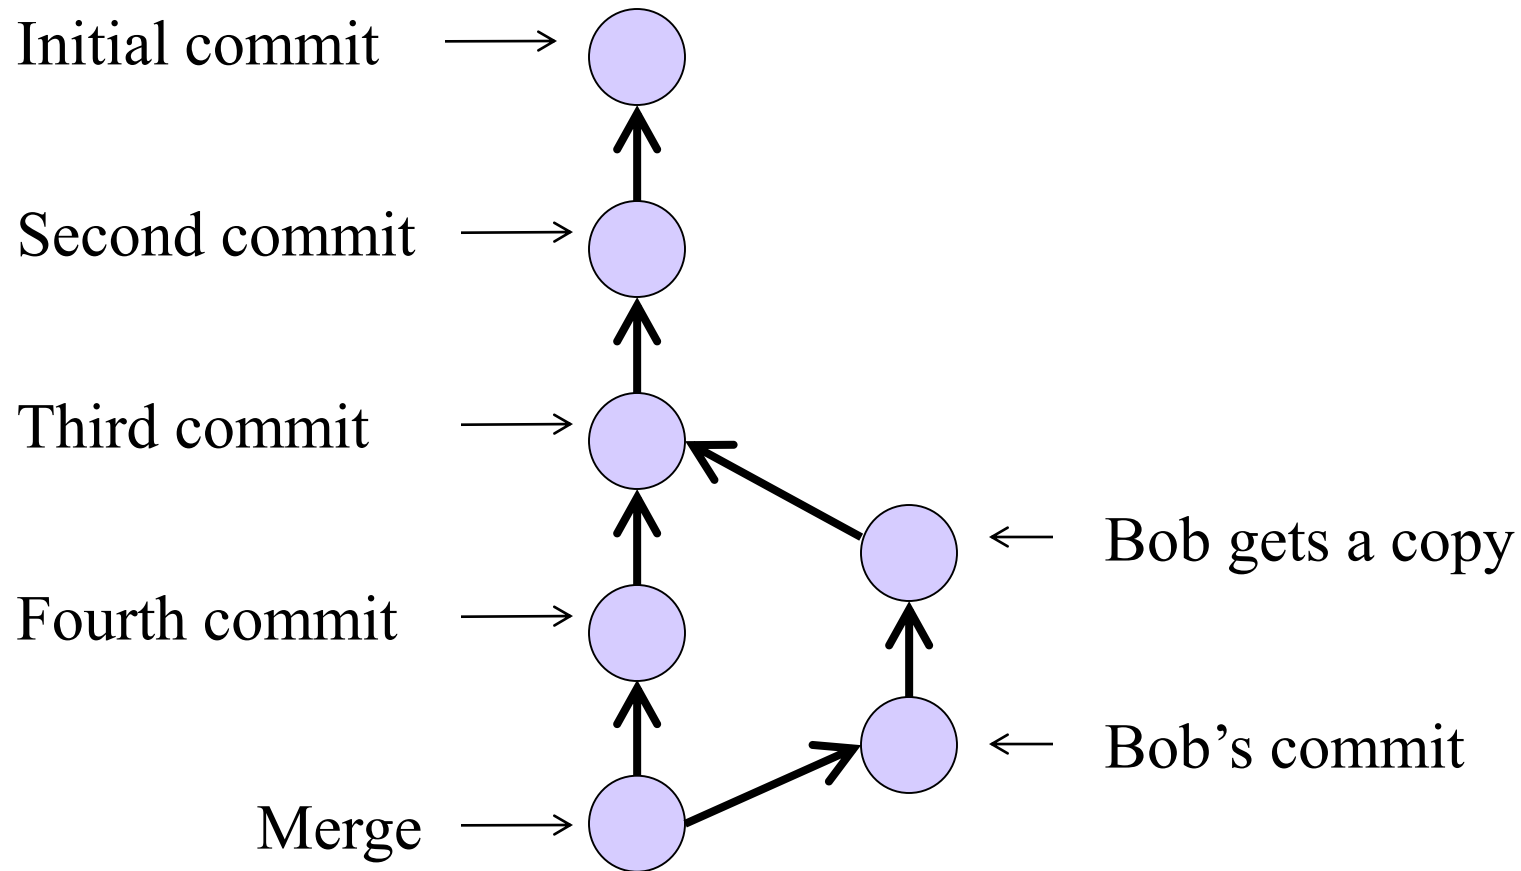 Initial commit
Second commit
Third commit
Bob gets a copy
Fourth commit
Bob’s commit
Merge